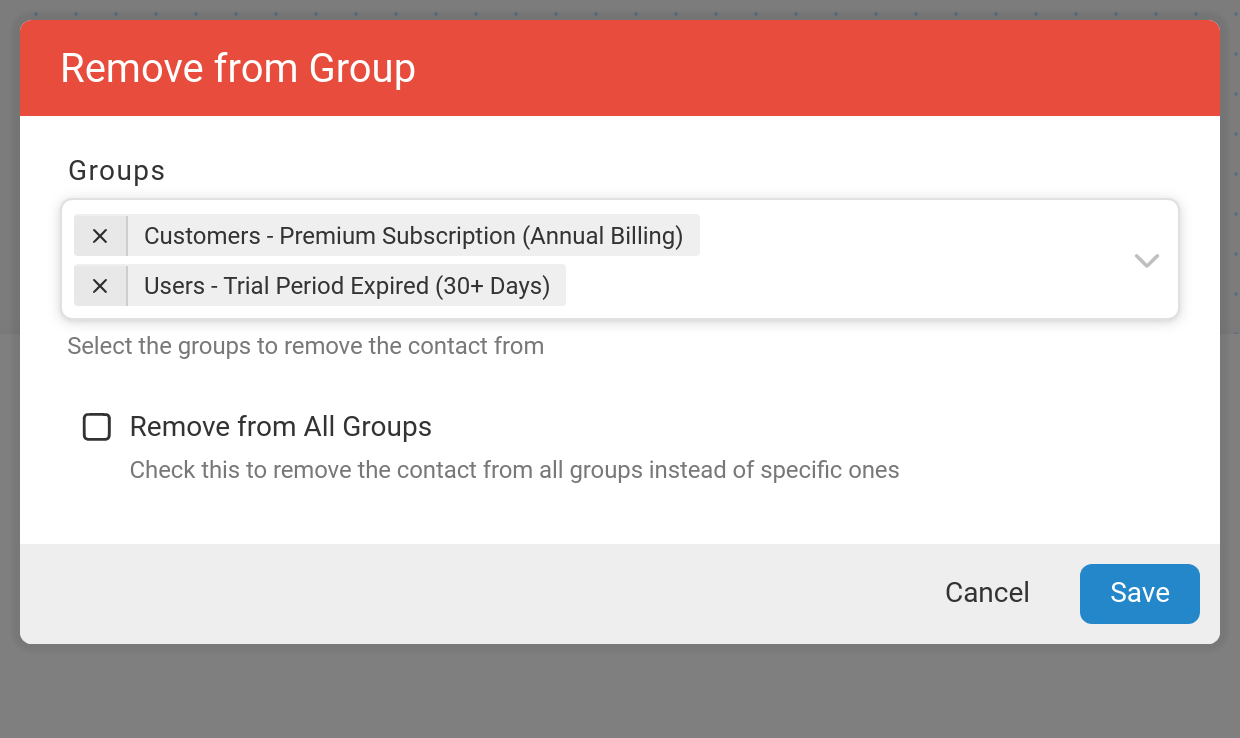 Remove from Group
Groups
Customers - Premium Subscription (Annual Billing)
Users - Trial Period Expired (30+ Days)
Select the groups to remove the contact from
Remove from All Groups
Check this to remove the contact from all groups instead of specific ones
Cancel
Save